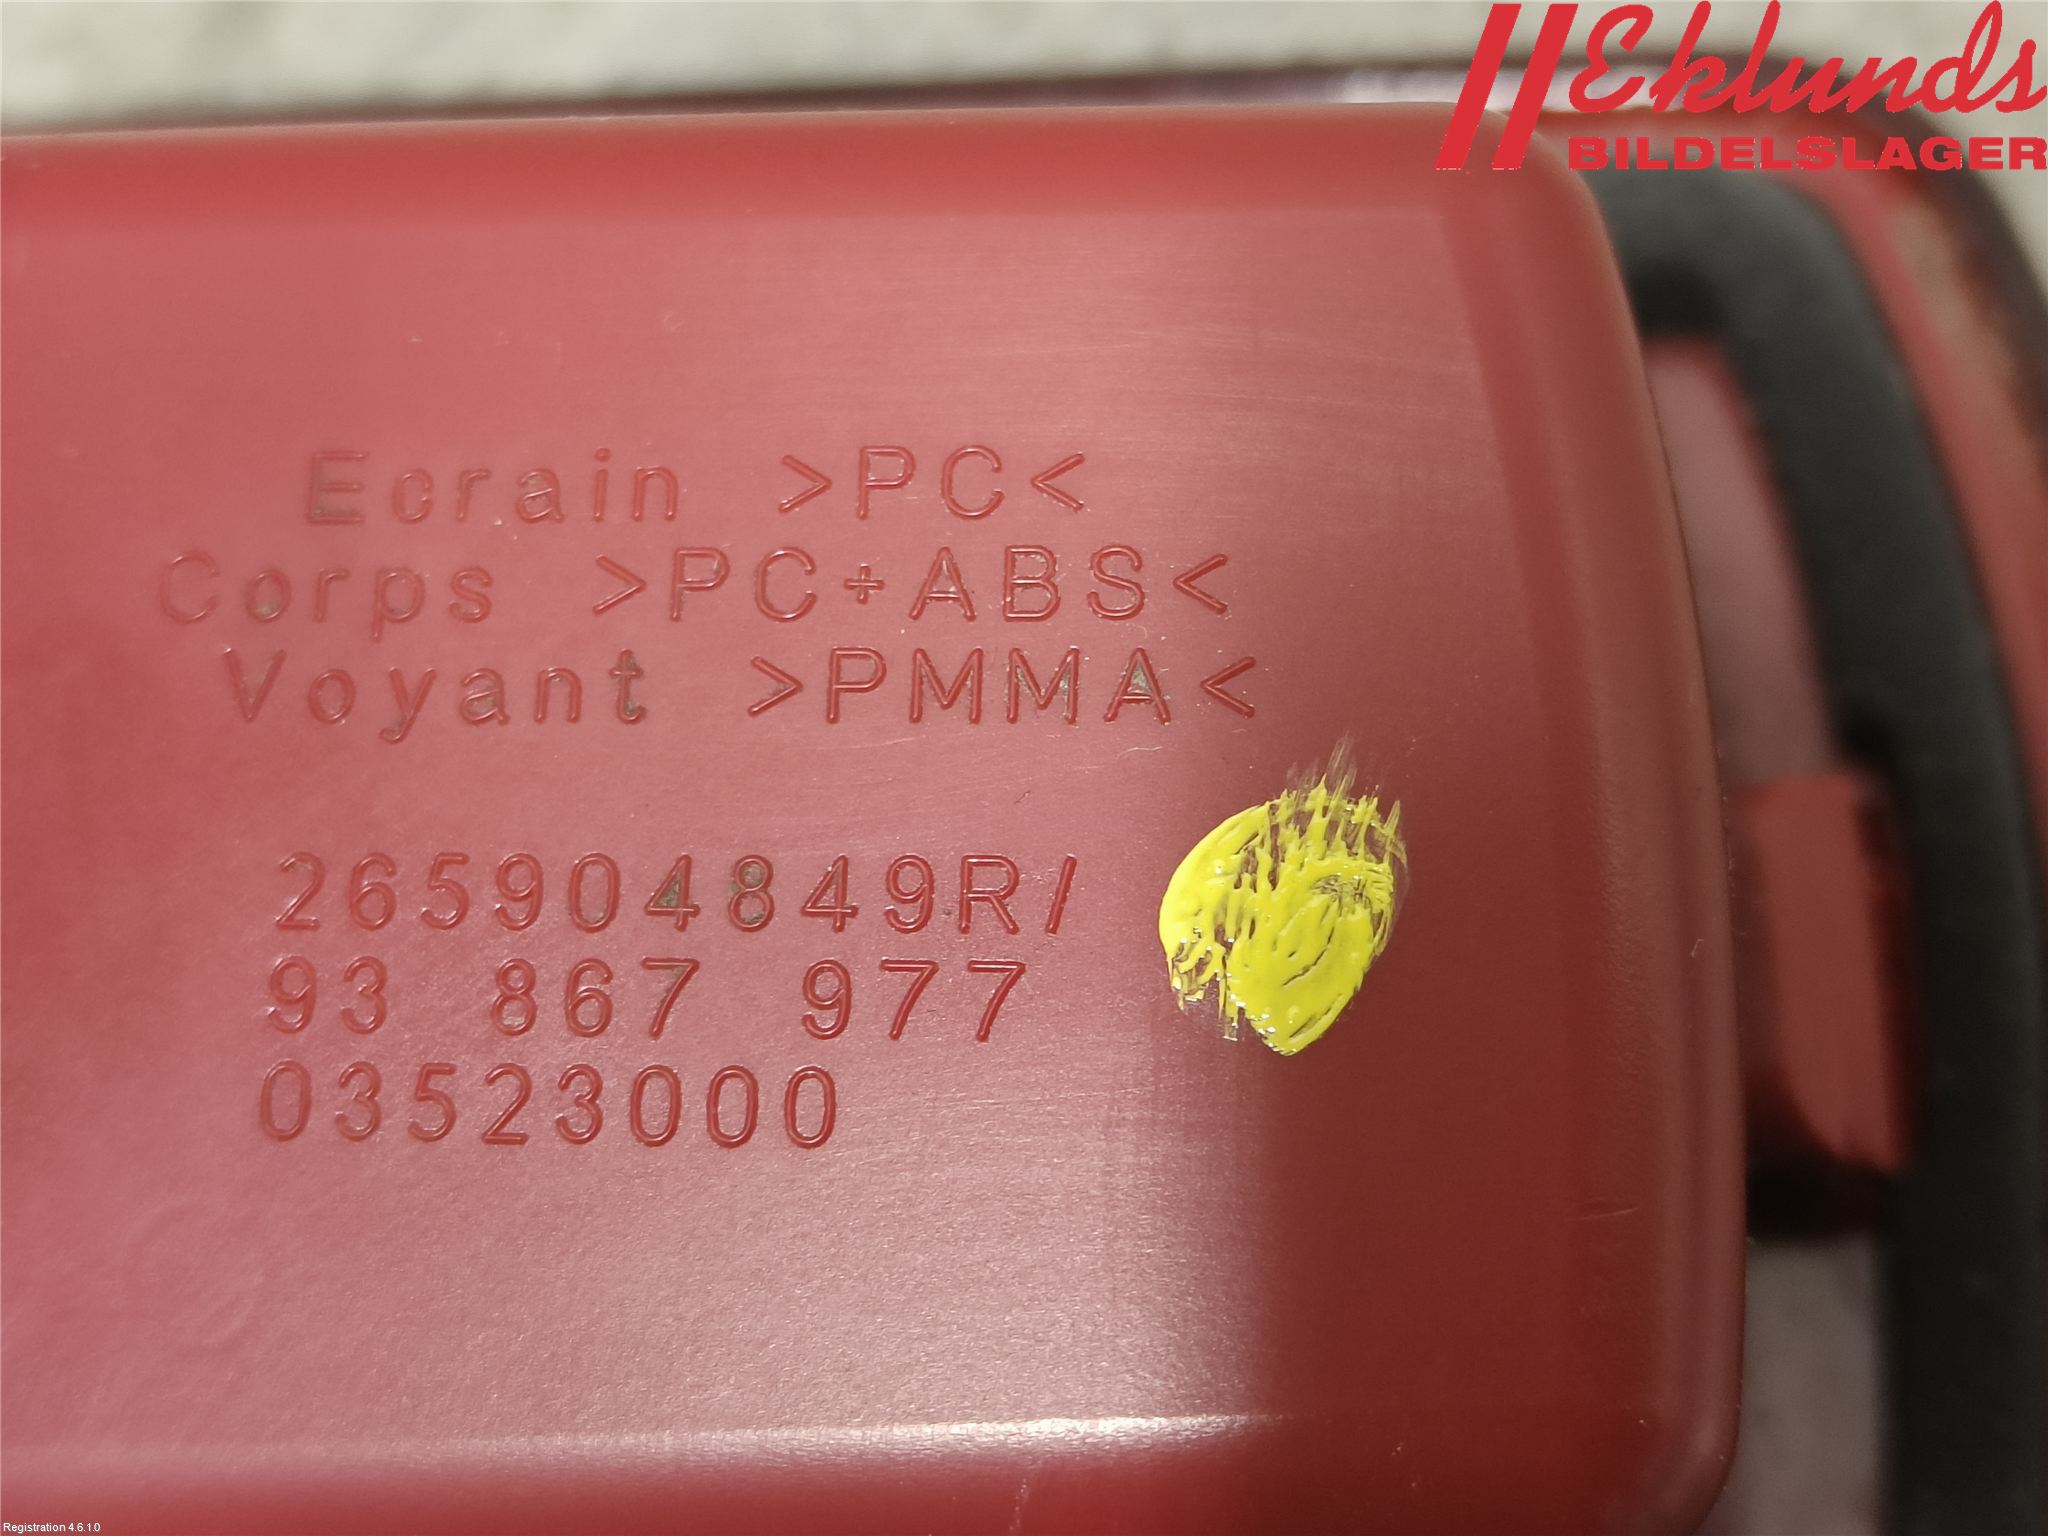 Eklunds
BILDELSLAGER
Ecrain >PC<
Corps >PC+ABS<
Voyant >PMMA<
265904849R/
93 867 977
03523000
Registration 4.6.1.0